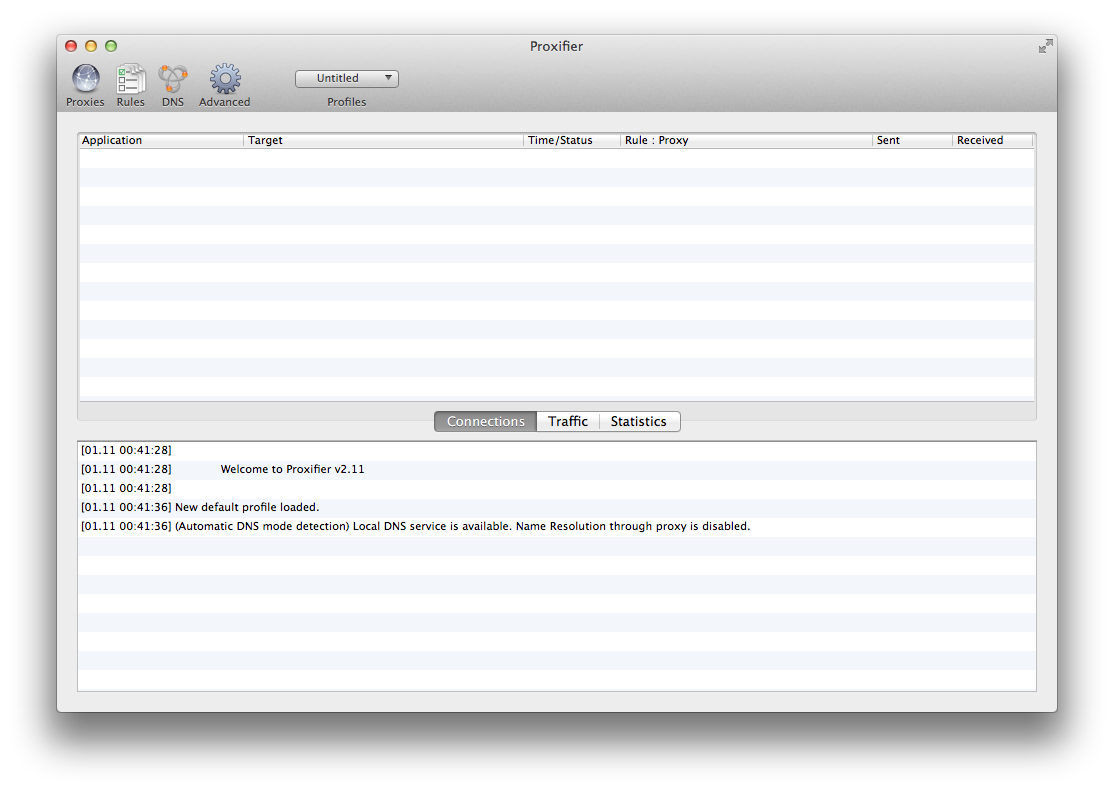 Proxifier
Untitled
Proxies Rules DNS Advanced Profiles
Application Target Time/Status Rule : Proxy Sent Received
Connections Traffic Statistics
[01.11 00:41:28]
[01.11 00:41:28] Welcome to Proxifier v2.11
[01.11 00:41:28]
[01.11 00:41:36] New default profile loaded.
[01.11 00:41:36] (Automatic DNS mode detection) Local DNS service is available. Name Resolution through proxy is disabled.